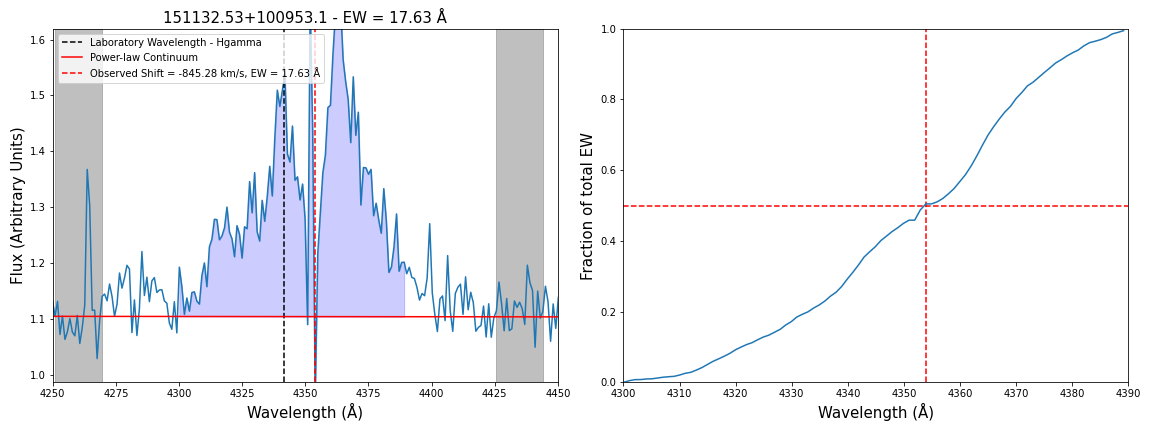 151132.53+100953.1 - EW = 17.63 Å
Laboratory Wavelength - Hgamma
Power-law Continuum
Observed Shift = -845.28 km/s, EW = 17.63 Å
Flux (Arbitrary Units)
1.6
1.5
1.4
1.3
1.2
1.1
1.0
4250 4275 4300 4325 4350 4375 4400 4425 4450
Wavelength (Å)
Fraction of total EW
1.0
0.8
0.6
0.4
0.2
0.0
4300 4310 4320 4330 4340 4350 4360 4370 4380 4390
Wavelength (Å)